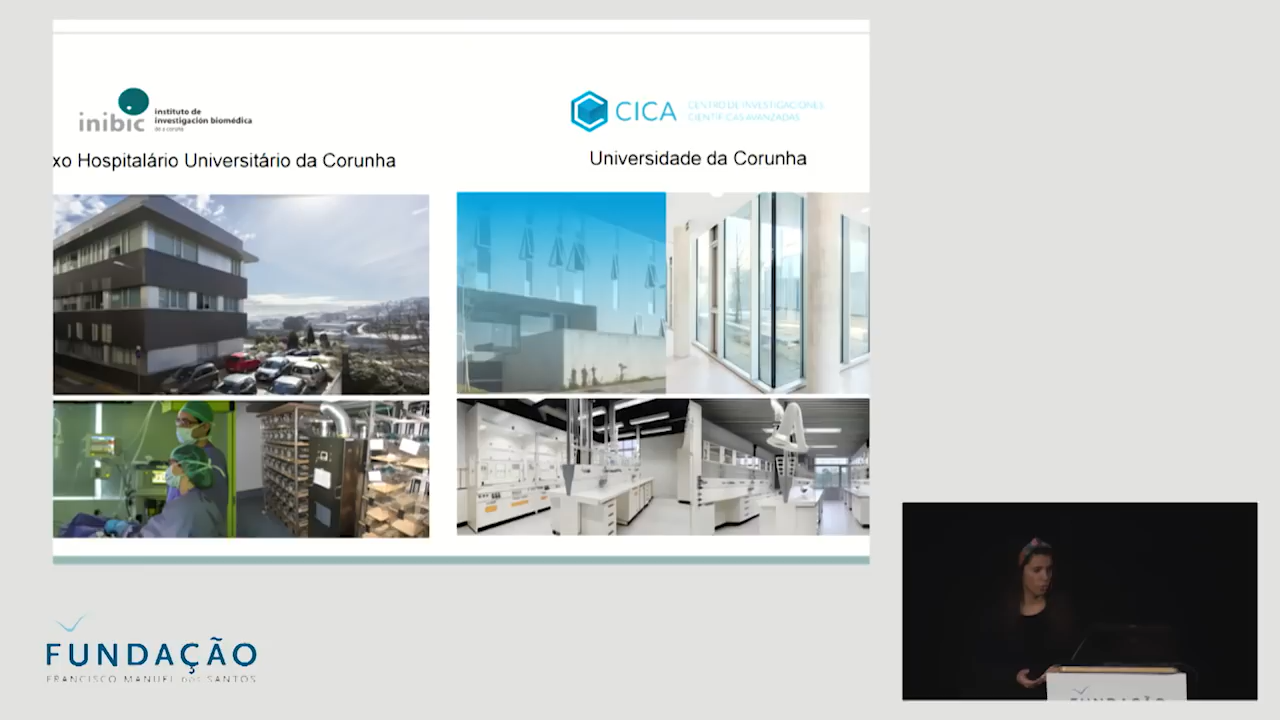 inibic
instituto de
investigación biomédica
de a coruña
xo Hospitalário Universitário da Corunha
CICA
CENTRO DE INVESTIGACIONES
CIENTÍFICAS AVANZADAS
Universidade da Corunha
FUNDAÇÃO
FRANCISCO MANUEL DOS SANTOS
FUNDAÇÃO